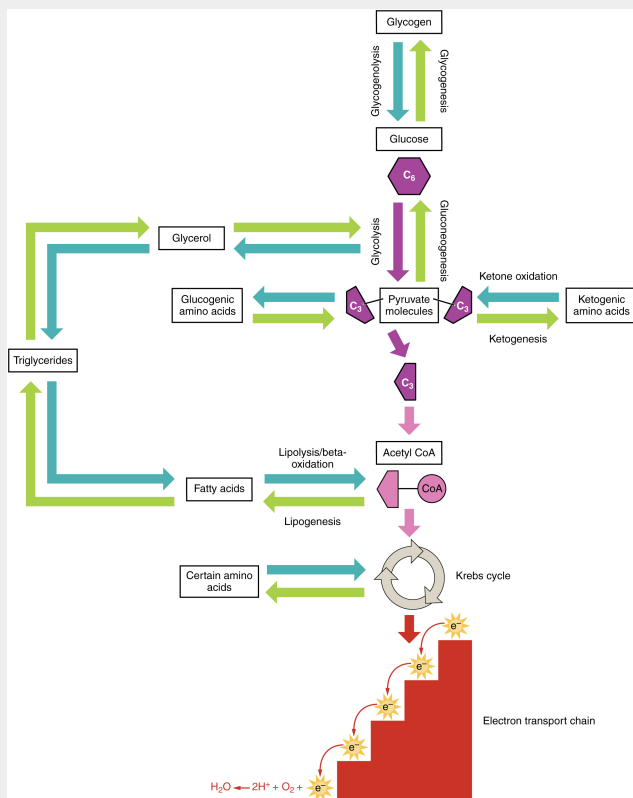 Glycogen
Glycogenolysis
Glycogenesis
Glucose
C6
Glycolysis
Gluconeogenesis
Glycerol
Glucogenic
amino acids
C3
Pyruvate
molecules
C3
Ketone oxidation
Ketogenic
amino acids
Ketogenesis
Triglycerides
C3
Acetyl CoA
Lipolysis/beta-
oxidation
Fatty acids
CoA
Lipogenesis
Certain amino
acids
Krebs cycle
e−
e−
e−
Electron transport chain
e−
H2O 2H+ + O2 + e−